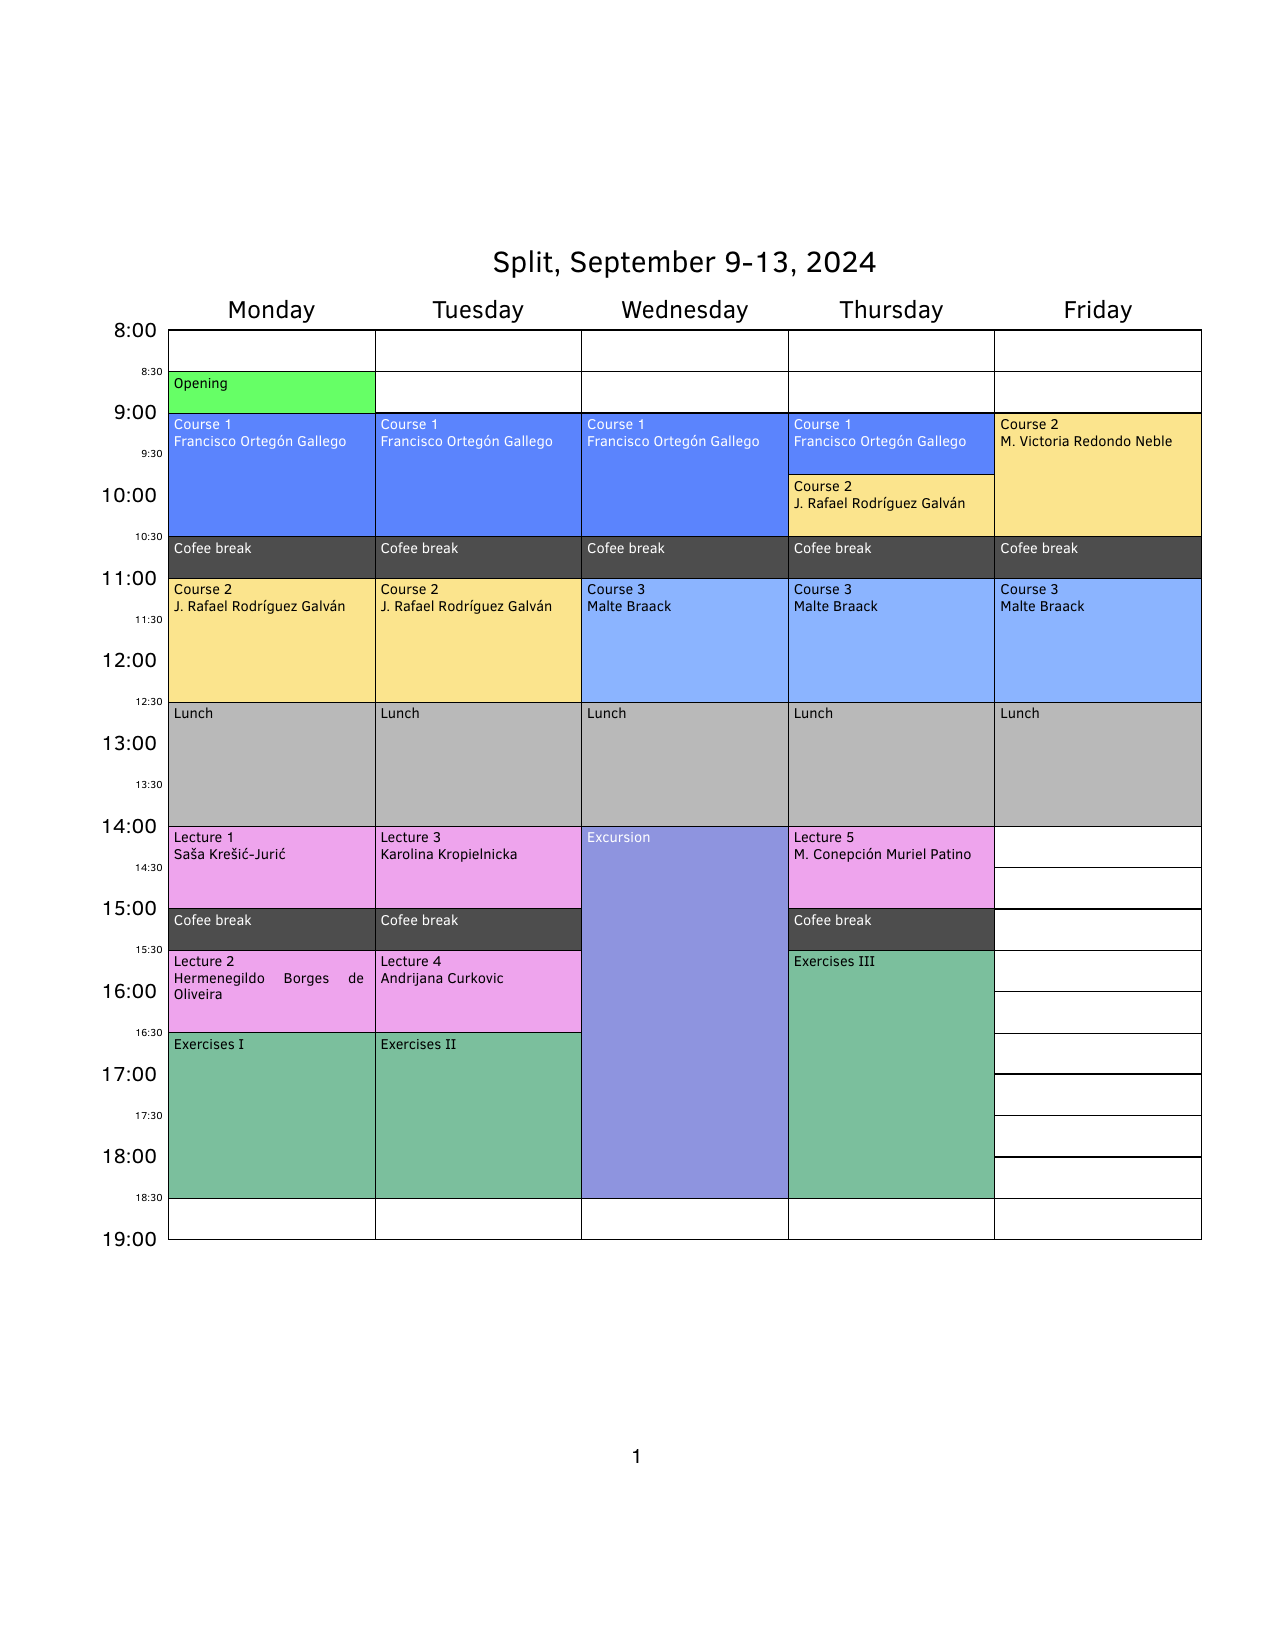 Split, September 9-13, 2024
Monday Tuesday Wednesday Thursday Friday
8:00
8:30
Opening
9:00
Course 1 Course 1 Course 1 Course 1 Course 2
Francisco Ortegón Gallego Francisco Ortegón Gallego Francisco Ortegón Gallego Francisco Ortegón Gallego M. Victoria Redondo Neble
9:30
Course 2
10:00
J. Rafael Rodríguez Galván
10:30
Cofee break Cofee break Cofee break Cofee break Cofee break
11:00
Course 2 Course 2 Course 3 Course 3 Course 3
J. Rafael Rodríguez Galván J. Rafael Rodríguez Galván Malte Braack Malte Braack Malte Braack
11:30
12:00
12:30
Lunch Lunch Lunch Lunch Lunch
13:00
13:30
14:00
Lecture 1 Lecture 3 Excursion Lecture 5
Saša Krešić-Jurić Karolina Kropielnicka M. Conepción Muriel Patino
14:30
15:00
Cofee break Cofee break Cofee break
15:30
Lecture 2 Lecture 4 Exercises III
Hermenegildo Borges de Andrijana Curkovic
16:00
Oliveira
16:30
Exercises I Exercises II
17:00
17:30
18:00
18:30
19:00
1